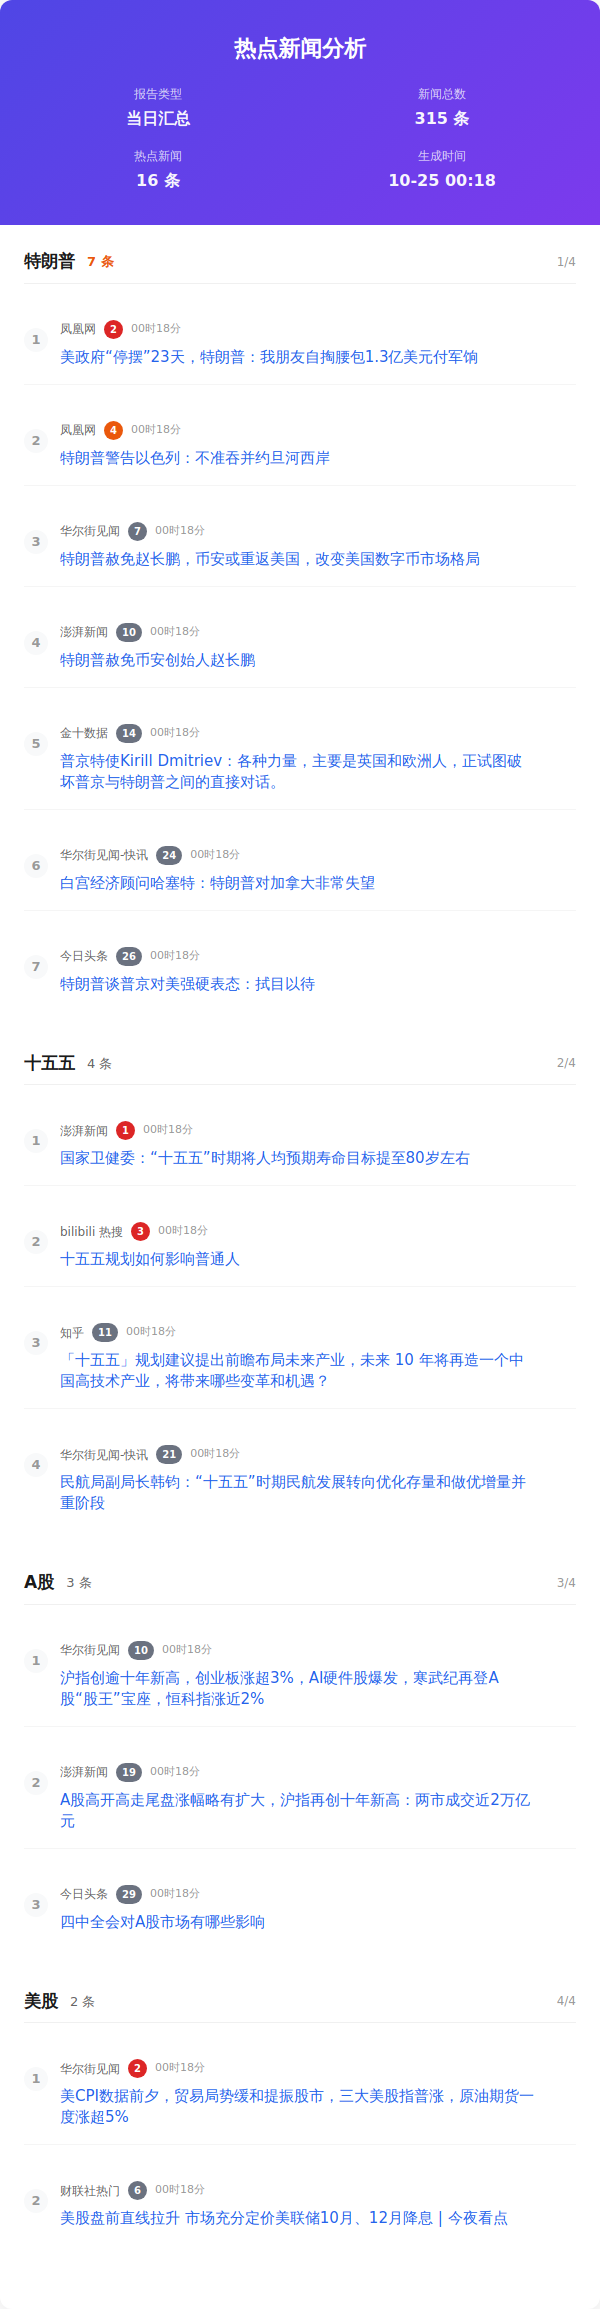 热点新闻分析
报告类型
当日汇总
新闻总数
315 条
热点新闻
16 条
生成时间
10-25 00:18
特朗普 7 条 1/4
1
凤凰网 2 00时18分
美政府“停摆”23天，特朗普：我朋友自掏腰包1.3亿美元付军饷
2
凤凰网 4 00时18分
特朗普警告以色列：不准吞并约旦河西岸
3
华尔街见闻 7 00时18分
特朗普赦免赵长鹏，币安或重返美国，改变美国数字币市场格局
4
澎湃新闻 10 00时18分
特朗普赦免币安创始人赵长鹏
5
金十数据 14 00时18分
普京特使Kirill Dmitriev：各种力量，主要是英国和欧洲人，正试图破
坏普京与特朗普之间的直接对话。
6
华尔街见闻-快讯 24 00时18分
白宫经济顾问哈塞特：特朗普对加拿大非常失望
7
今日头条 26 00时18分
特朗普谈普京对美强硬表态：拭目以待
十五五 4 条 2/4
1
澎湃新闻 1 00时18分
国家卫健委：“十五五”时期将人均预期寿命目标提至80岁左右
2
bilibili 热搜 3 00时18分
十五五规划如何影响普通人
3
知乎 11 00时18分
「十五五」规划建议提出前瞻布局未来产业，未来 10 年将再造一个中
国高技术产业，将带来哪些变革和机遇？
4
华尔街见闻-快讯 21 00时18分
民航局副局长韩钧：“十五五”时期民航发展转向优化存量和做优增量并
重阶段
A股 3 条 3/4
1
华尔街见闻 10 00时18分
沪指创逾十年新高，创业板涨超3%，AI硬件股爆发，寒武纪再登A
股“股王”宝座，恒科指涨近2%
2
澎湃新闻 19 00时18分
A股高开高走尾盘涨幅略有扩大，沪指再创十年新高：两市成交近2万亿
元
3
今日头条 29 00时18分
四中全会对A股市场有哪些影响
美股 2 条 4/4
1
华尔街见闻 2 00时18分
美CPI数据前夕，贸易局势缓和提振股市，三大美股指普涨，原油期货一
度涨超5%
2
财联社热门 6 00时18分
美股盘前直线拉升 市场充分定价美联储10月、12月降息 | 今夜看点